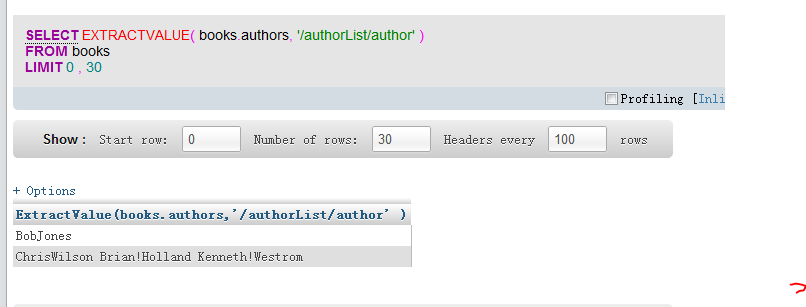 SELECT EXTRACTVALUE( books.authors, '/authorList/author' )
FROM books
LIMIT 0 , 30
Profiling [Inli
Show : Start row: 0 Number of rows: 30 Headers every 100 rows
+ Options
ExtractValue(books.authors,'/authorList/author' )
BobJones
ChrisWilson Brian!Holland Kenneth!Westrom